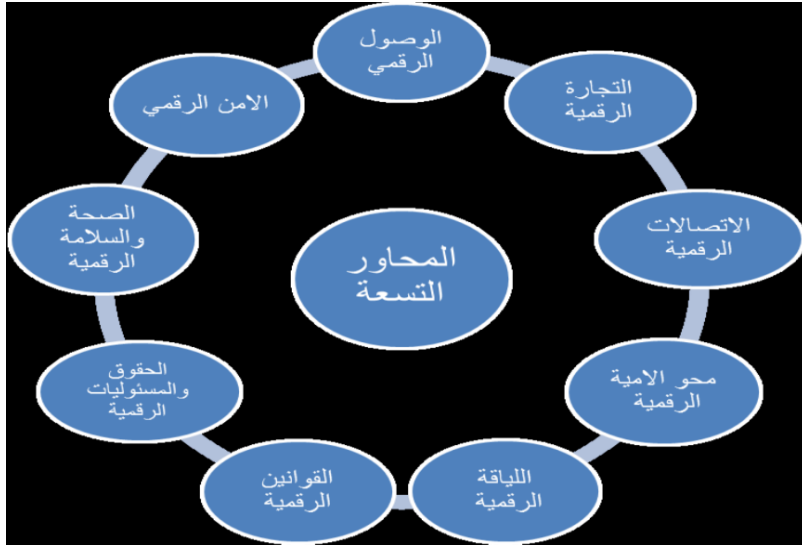 الوصول
الرقمي
التجارة
الرقمية
الاتصالات
الرقمية
محو الامية
الرقمية
اللياقة
الرقمية
القوانين
الرقمية
الحقوق
والمسئوليات
الرقمية
الصحة
والسلامة
الرقمية
الامن الرقمي
المحاور
التسعة